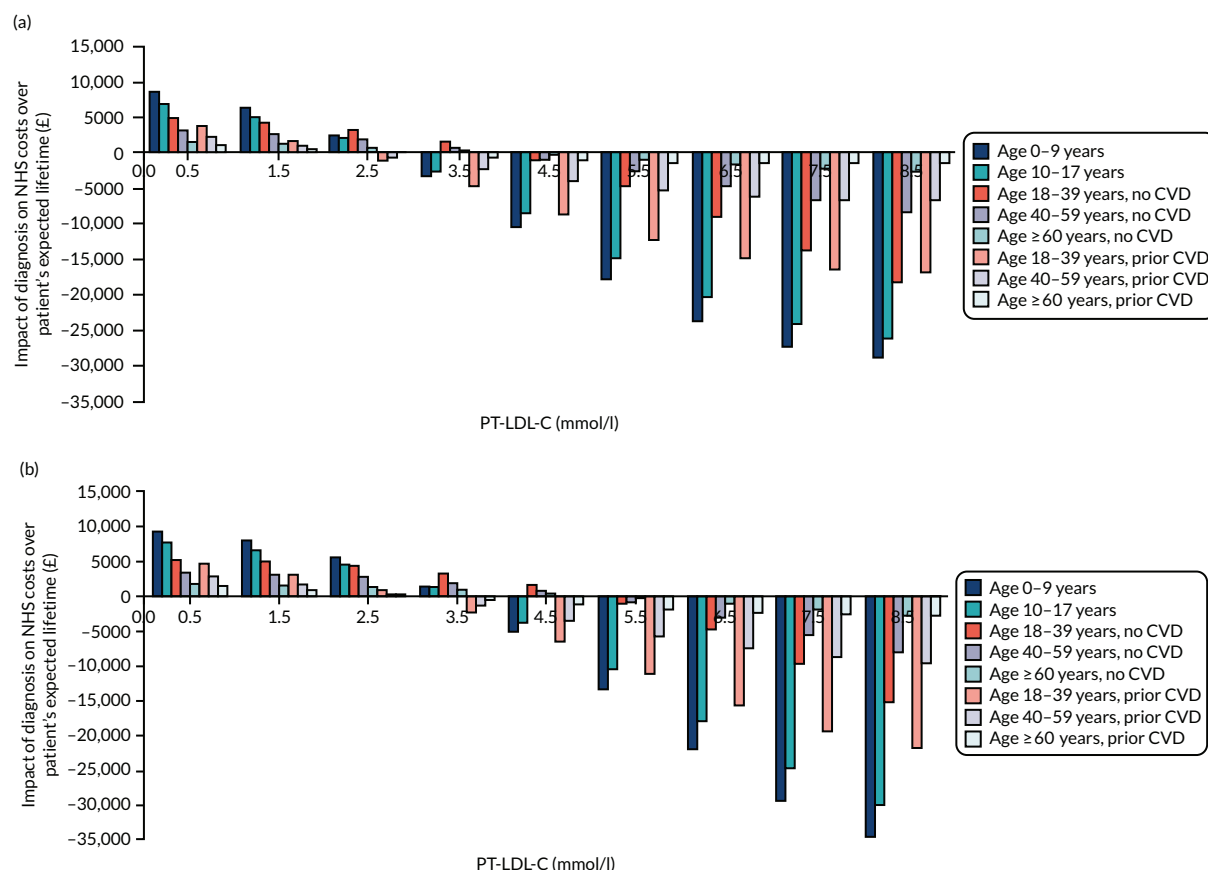 (a)
Impact of diagnosis on NHS costs over
patient's expected lifetime (£)
15,000
10,000
5000
0
–5000
–10,000
–15,000
–20,000
–25,000
–30,000
–35,000
0.0 0.5 1.5 2.5 3.5 4.5 5.5 6.5 7.5 8.5
PT-LDL-C (mmol/l)
Age 0–9 years
Age 10–17 years
Age 18–39 years, no CVD
Age 40–59 years, no CVD
Age ≥60 years, no CVD
Age 18–39 years, prior CVD
Age 40–59 years, prior CVD
Age ≥60 years, prior CVD
(b)
Impact of diagnosis on NHS costs over
patient's expected lifetime (£)
15,000
10,000
5000
0
–5000
–10,000
–15,000
–20,000
–25,000
–30,000
–35,000
0.0 0.5 1.5 2.5 3.5 4.5 5.5 6.5 7.5 8.5
PT-LDL-C (mmol/l)
Age 0–9 years
Age 10–17 years
Age 18–39 years, no CVD
Age 40–59 years, no CVD
Age ≥60 years, no CVD
Age 18–39 years, prior CVD
Age 40–59 years, prior CVD
Age ≥60 years, prior CVD